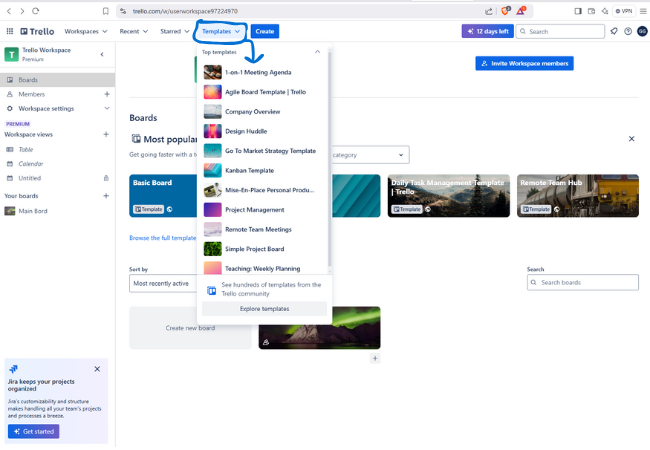 trello.com/w/userworkspace97224970
VPN
Trello
Workspaces
Recent
Starred
Templates
Create
12 days left
Search
GG
T
Trello Workspace
Premium
Boards
Members
Workspace settings
PREMIUM
Workspace views
Table
Calendar
Untitled
Your boards
Main Bord
Top templates
1-on-1 Meeting Agenda
Agile Board Template | Trello
Company Overview
Design Huddle
Go To Market Strategy Template
Kanban Template
Mise-En-Place Personal Produ...
Project Management
Remote Team Meetings
Simple Project Board
Teaching: Weekly Planning
See hundreds of templates from the
Trello community
Explore templates
Invite Workspace members
Boards
Most popula
Get going faster with a
category
Basic Board
Template
Daily Task Management Template
| Trello
Template
Remote Team Hub
Template
Browse the full template
Sort by
Most recently active
Search
Search boards
Create new board
Jira keeps your projects
organized
Jira's customizability and structure
makes handling all your team's projects
and processes a breeze.
Get started